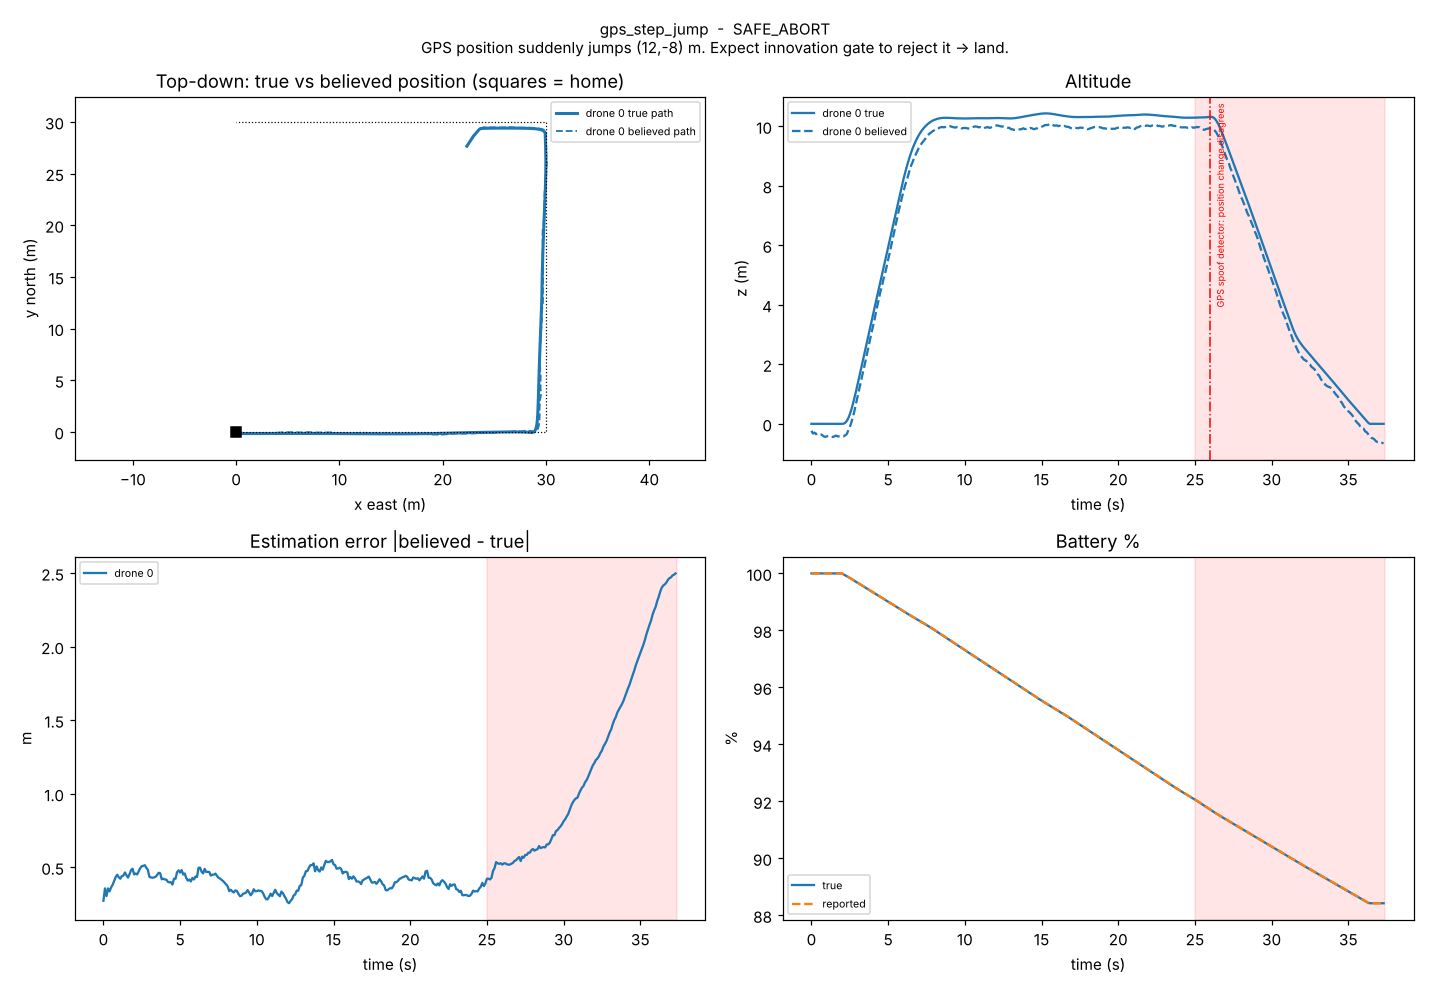 gps_step_jump  -  SAFE_ABORT
GPS position suddenly jumps (12,-8) m. Expect innovation gate to reject it → land.
Top-down: true vs believed position (squares = home)
drone 0 true path
drone 0 believed path
30
25
20
15
10
5
0
y north (m)
−10
0
10
20
30
40
x east (m)
Altitude
drone 0 true
drone 0 believed
GPS spoof detector: position change disagrees
10
8
6
4
2
0
z (m)
0
5
10
15
20
25
30
35
time (s)
Estimation error |believed - true|
drone 0
2.5
2.0
1.5
1.0
0.5
m
0
5
10
15
20
25
30
35
time (s)
Battery %
100
98
96
94
92
90
88
%
true
reported
0
5
10
15
20
25
30
35
time (s)